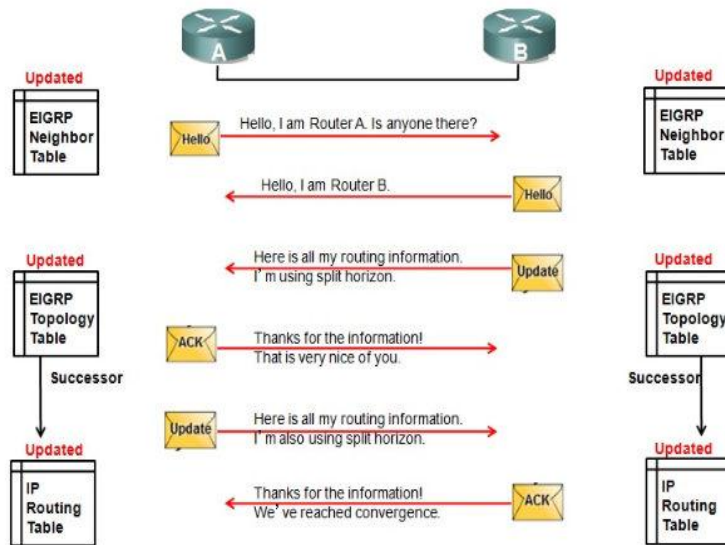 A
B
Updated
EIGRP
Neighbor
Table
Updated
EIGRP
Neighbor
Table
Hello
Hello, I am Router A. Is anyone there?
Hello, I am Router B.
Hello
Updated
EIGRP
Topology
Table
Successor
Here is all my routing information.
I'm using split horizon.
Update
Updated
EIGRP
Topology
Table
Successor
ACK
Thanks for the information!
That is very nice of you.
Update
Here is all my routing information.
I'm also using split horizon.
Updated
IP
Routing
Table
Thanks for the information!
We've reached convergence.
ACK
Updated
IP
Routing
Table